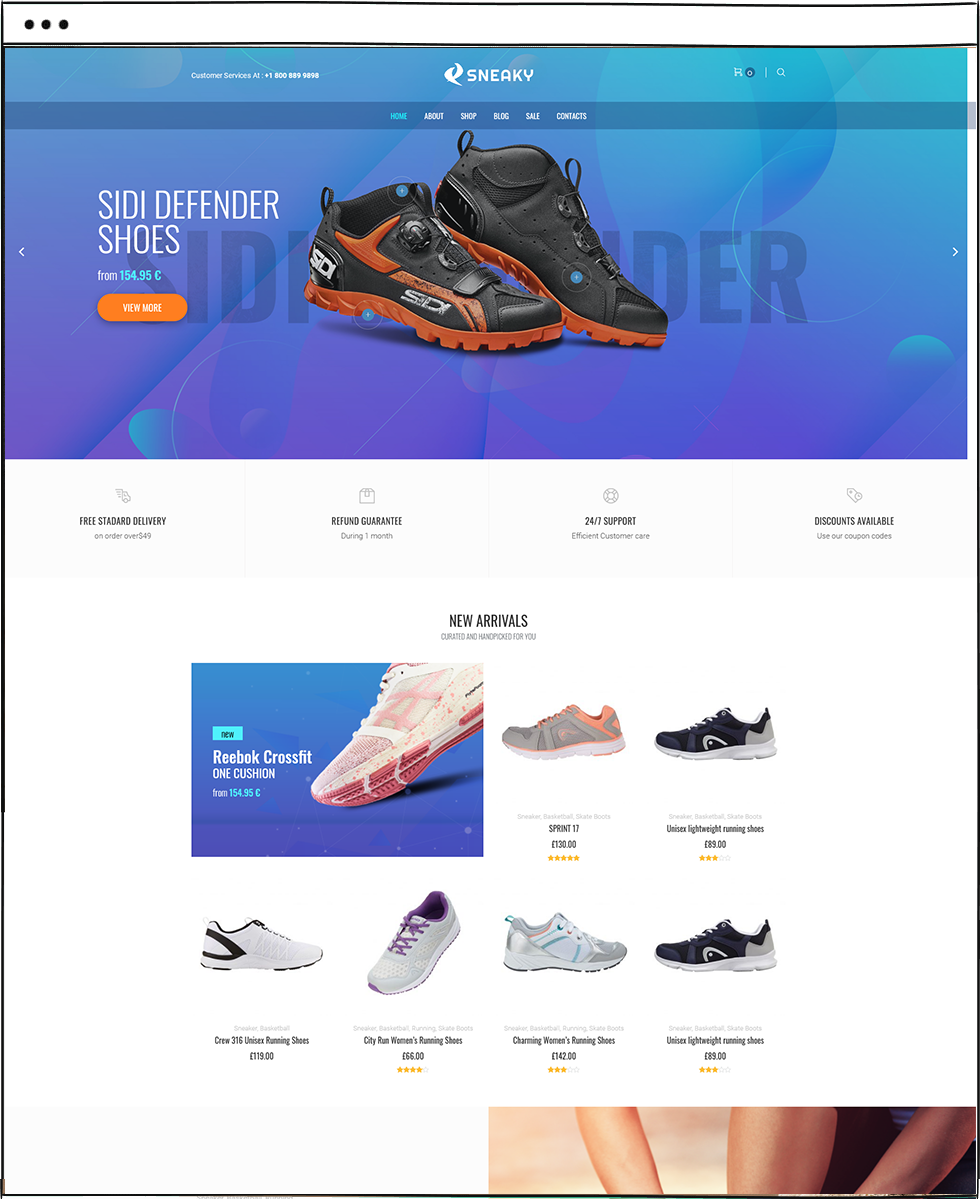 Customer Services At : +1 800 889 9898
SNEAKY
0
HOME ABOUT SHOP BLOG SALE CONTACTS
SIDI DEFENDER
SHOES
from 154.95 €
VIEW MORE
SIDI
SIDI
FREE STADARD DELIVERY
on order over$49
REFUND GUARANTEE
During 1 month
24/7 SUPPORT
Efficient Customer care
DISCOUNTS AVAILABLE
Use our coupon codes
NEW ARRIVALS
CURATED AND HANDPICKED FOR YOU
new
Reebok Crossfit
ONE CUSHION
from 154.95 €
Sneaker, Basketball, Skate Boots
SPRINT 17
£130.00
Sneaker, Basketball, Skate Boots
Unisex lightweight running shoes
£89.00
Sneaker, Basketball
Crew 316 Unisex Running Shoes
£119.00
Sneaker, Basketball, Running, Skate Boots
City Run Women's Running Shoes
£66.00
Sneaker, Basketball, Running, Skate Boots
Charming Women's Running Shoes
£142.00
Sneaker, Basketball, Skate Boots
Unisex lightweight running shoes
£89.00